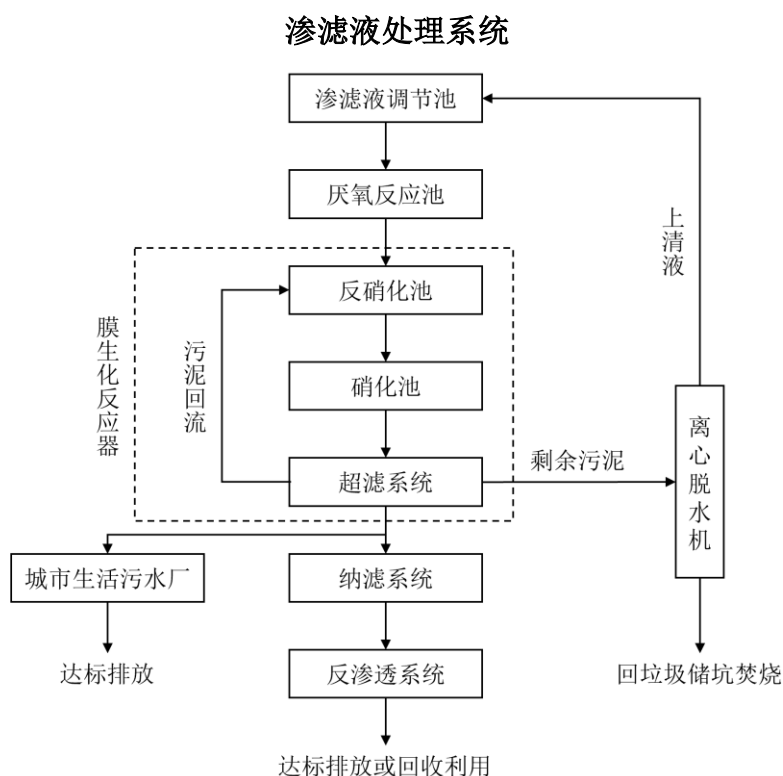 渗滤液处理系统
渗滤液调节池
厌氧反应池
上清液
反硝化池
膜生化反应器
污泥回流
硝化池
离心脱水机
剩余污泥
超滤系统
城市生活污水厂
纳滤系统
达标排放
反渗透系统
回垃圾储坑焚烧
达标排放或回收利用